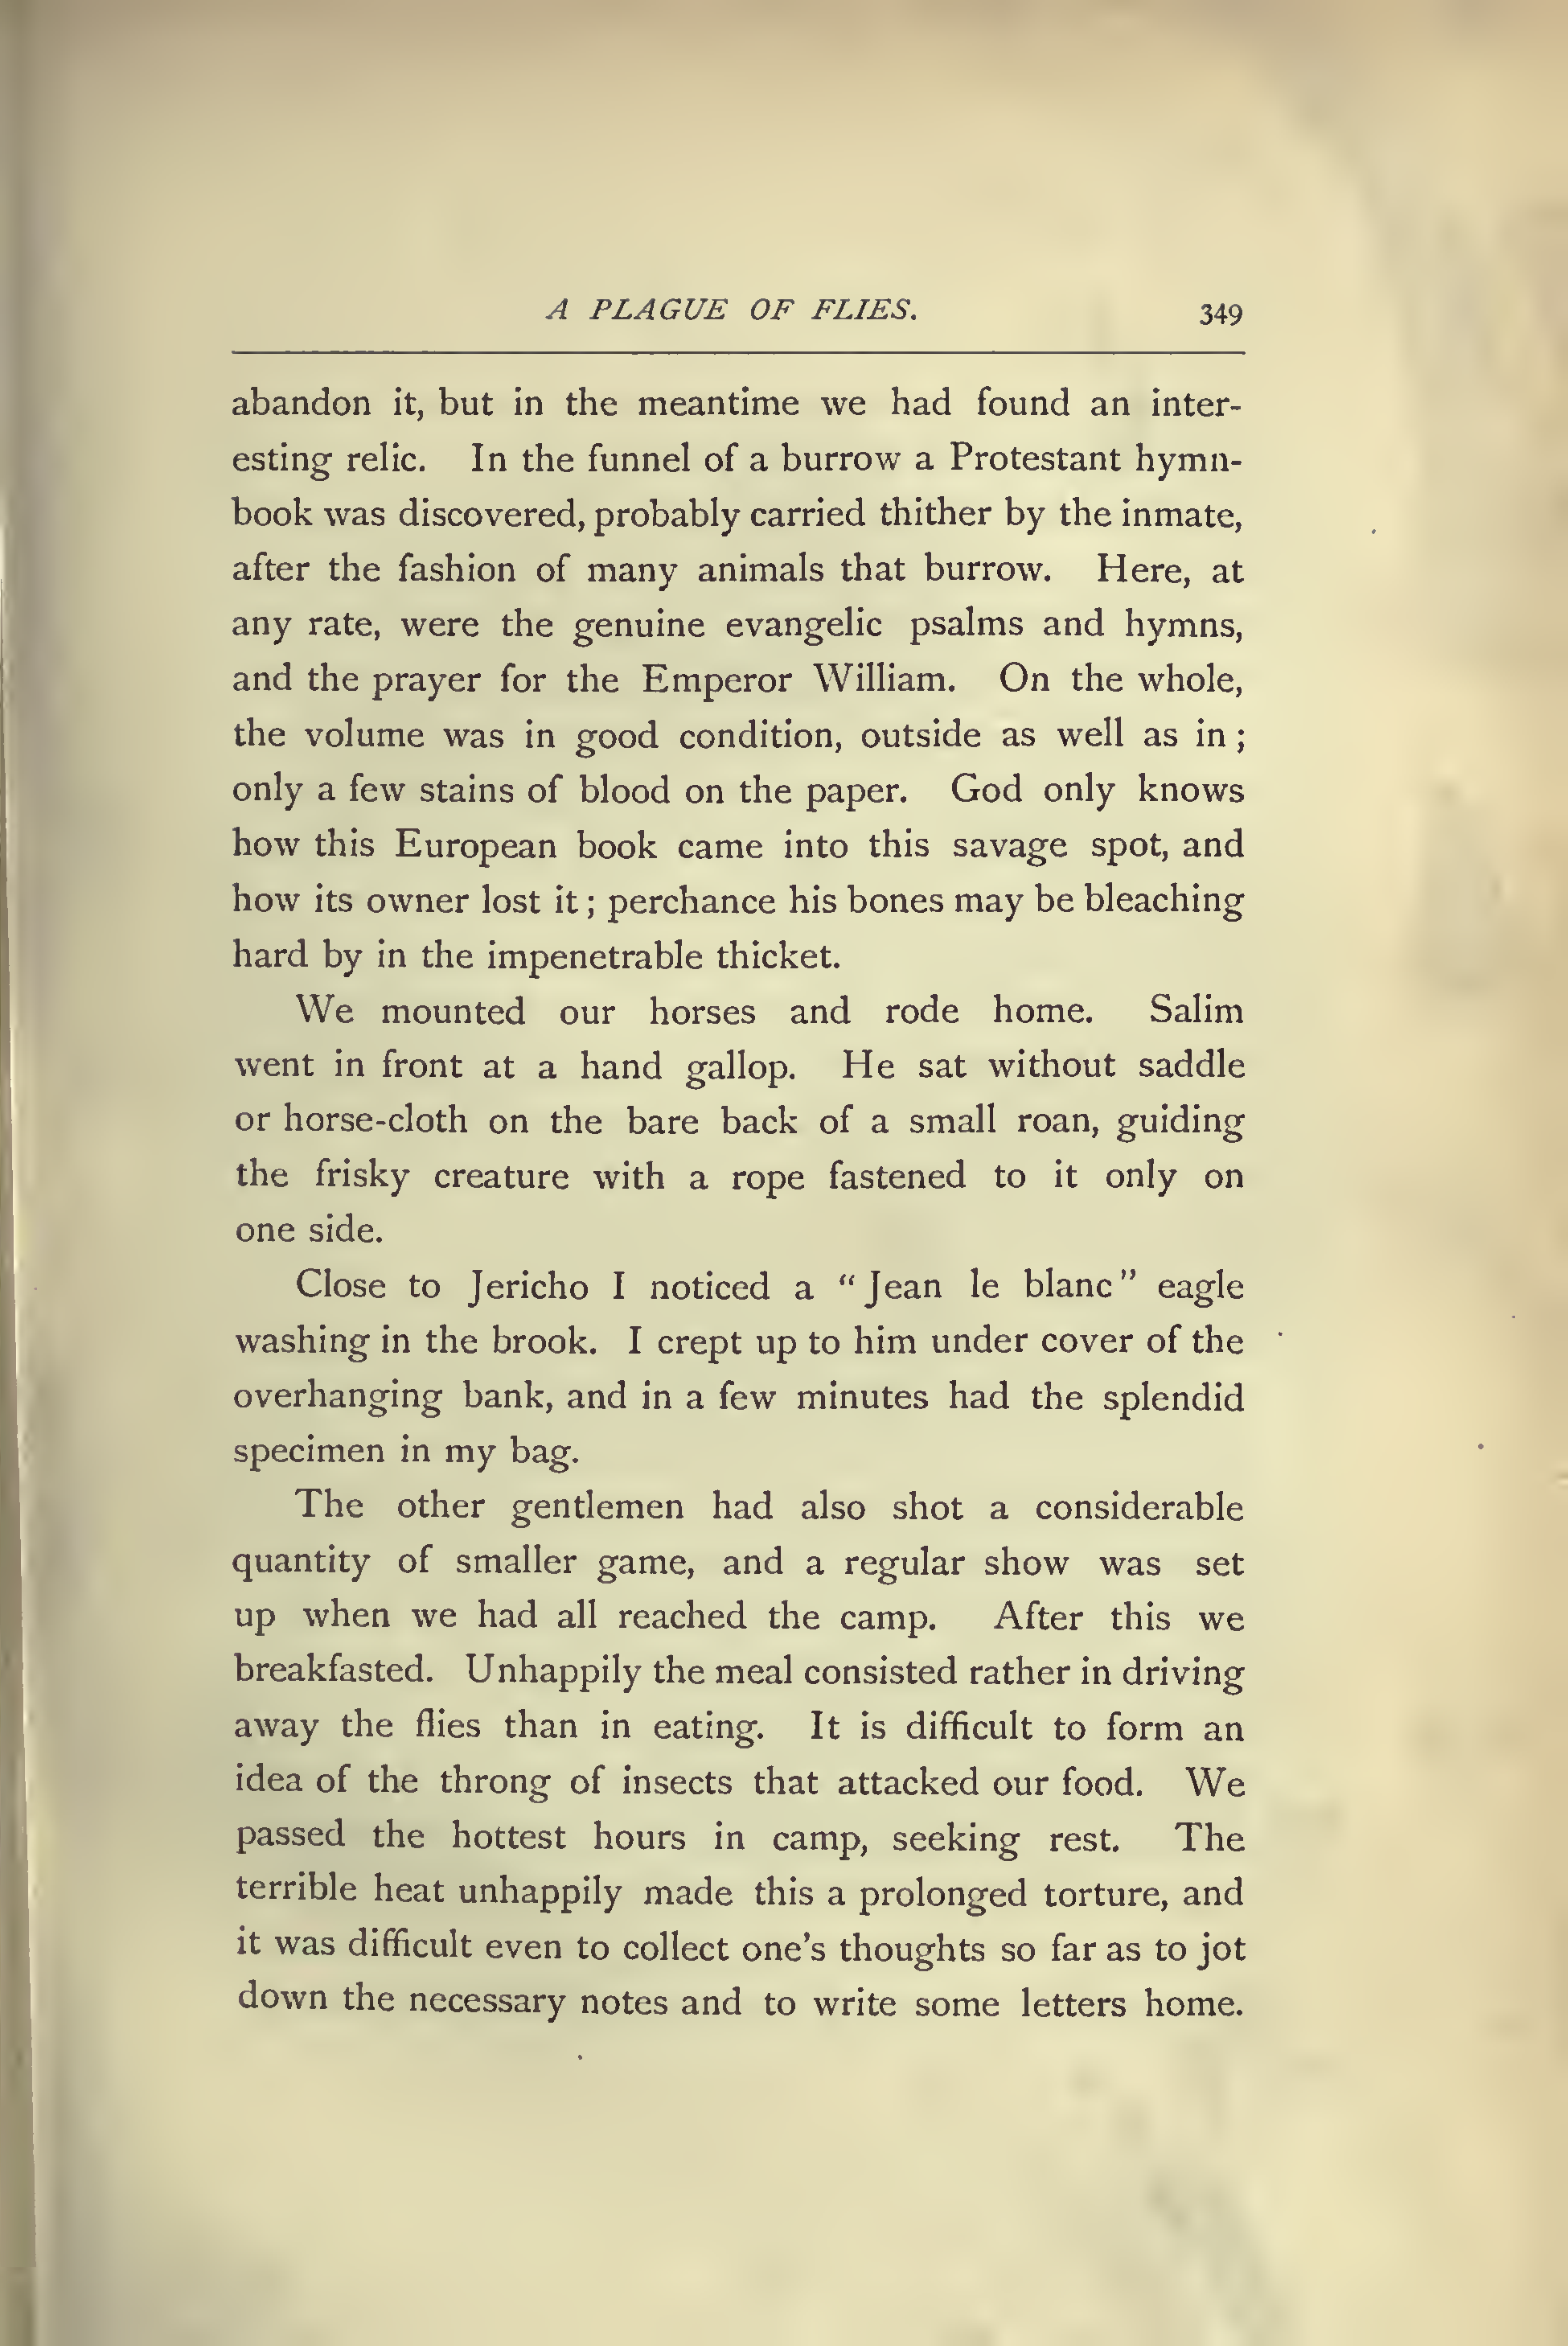 A PLAGUE OF FLIES. 349
abandon it, but in the meantime we had found an inter-
esting relic. In the funnel of a burrow a Protestant hymn-
book was discovered, probably carried thither by the inmate,
after the fashion of many animals that burrow. Here, at
any rate, were the genuine evangelic psalms and hymns,
and the prayer for the Emperor William. On the whole,
the volume was in good condition, outside as well as in ;
only a few stains of blood on the paper. God only knows
how this European book came into this savage spot, and
how its owner lost it ; perchance his bones may be bleaching
hard by in the impenetrable thicket.
We mounted our horses and rode home. Salim
went in front at a hand gallop. He sat without saddle
or horse-cloth on the bare back of a small roan, guiding
the frisky creature with a rope fastened to it only on
one side.
Close to Jericho I noticed a “Jean le blanc” eagle
washing in the brook. I crept up to him under cover of the
overhanging bank, and in a few minutes had the splendid
specimen in my bag.
The other gentlemen had also shot a considerable
quantity of smaller game, and a regular show was set
up when we had all reached the camp. After this we
breakfasted. Unhappily the meal consisted rather in driving
away the flies than in eating. It is difficult to form an
idea of the throng of insects that attacked our food. We
passed the hottest hours in camp, seeking rest. The
terrible heat unhappily made this a prolonged torture, and
it was difficult even to collect one’s thoughts so far as to jot
down the necessary notes and to write some letters home.